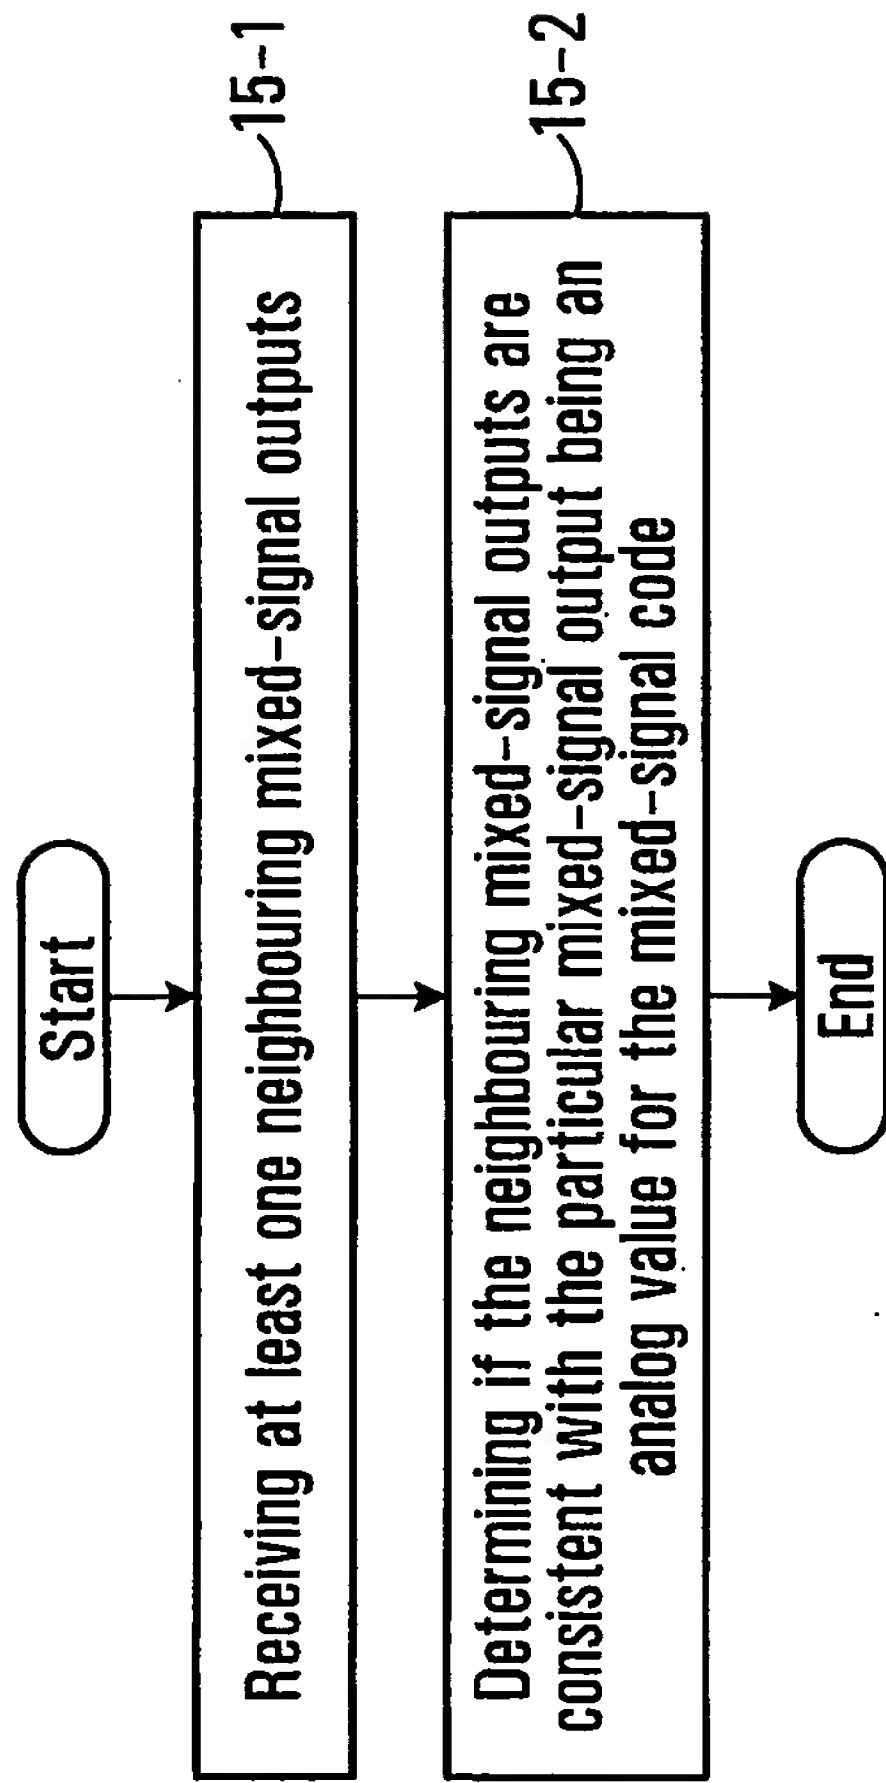 Start
Receiving at least one neighbouring mixed-signal outputs
15-1
Determining if the neighbouring mixed-signal outputs are
consistent with the particular mixed-signal output being an
analog value for the mixed-signal code
15-2
End